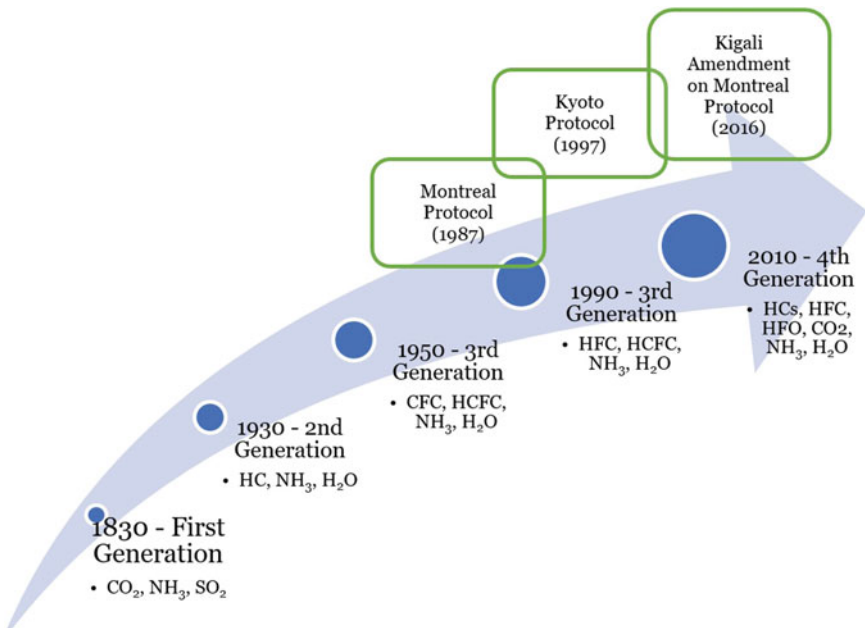 Kigali
Amendment
on Montreal
Protocol
(2016)
Kyoto
Protocol
(1997)
Montreal
Protocol
(1987)
2010 - 4th
Generation
• HCs, HFC,
HFO, CO2,
NH₃, H₂O
1990 - 3rd
Generation
• HFC, HCFC,
NH₃, H₂O
1950 - 3rd
Generation
• CFC, HCFC,
NH₃, H₂O
1930 - 2nd
Generation
• HC, NH₃, H₂O
1830 - First
Generation
• CO₂, NH₃, SO₂